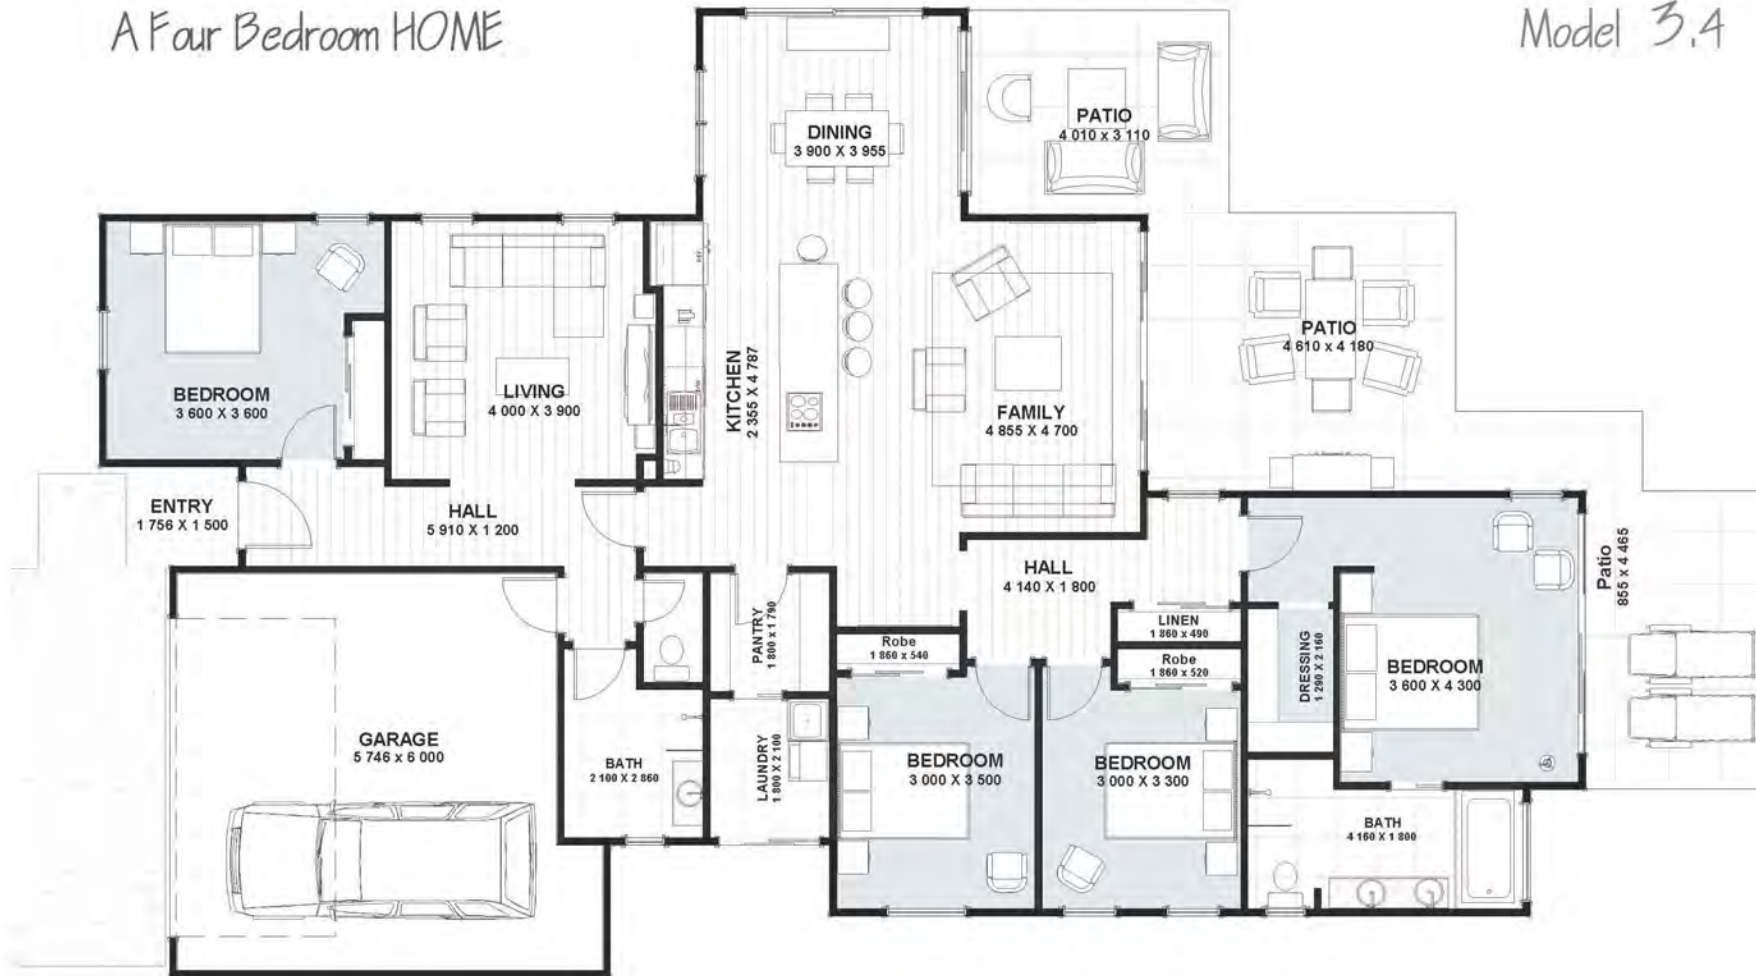 A Four Bedroom HOME
Model 3.4
DINING
3 900 X 3 955
PATIO
4 010 x 3 110
BEDROOM
3 600 X 3 600
LIVING
4 000 X 3 900
KITCHEN
2 355 X 4 787
FAMILY
4 855 X 4 700
PATIO
4 610 x 4 180
ENTRY
1 756 X 1 500
HALL
5 910 X 1 200
HALL
4 140 X 1 800
Patio
855 x 4 465
GARAGE
5 746 x 6 000
BATH
2 100 X 2 860
PANTRY
1 800 X 1 790
LAUNDRY
1 800 X 2 100
Robe
1 860 x 540
LINEN
1 860 x 490
Robe
1 860 x 520
DRESSING
1 290 X 2 160
BEDROOM
3 600 X 4 300
BEDROOM
3 000 X 3 500
BEDROOM
3 000 X 3 300
BATH
4 160 X 1 800